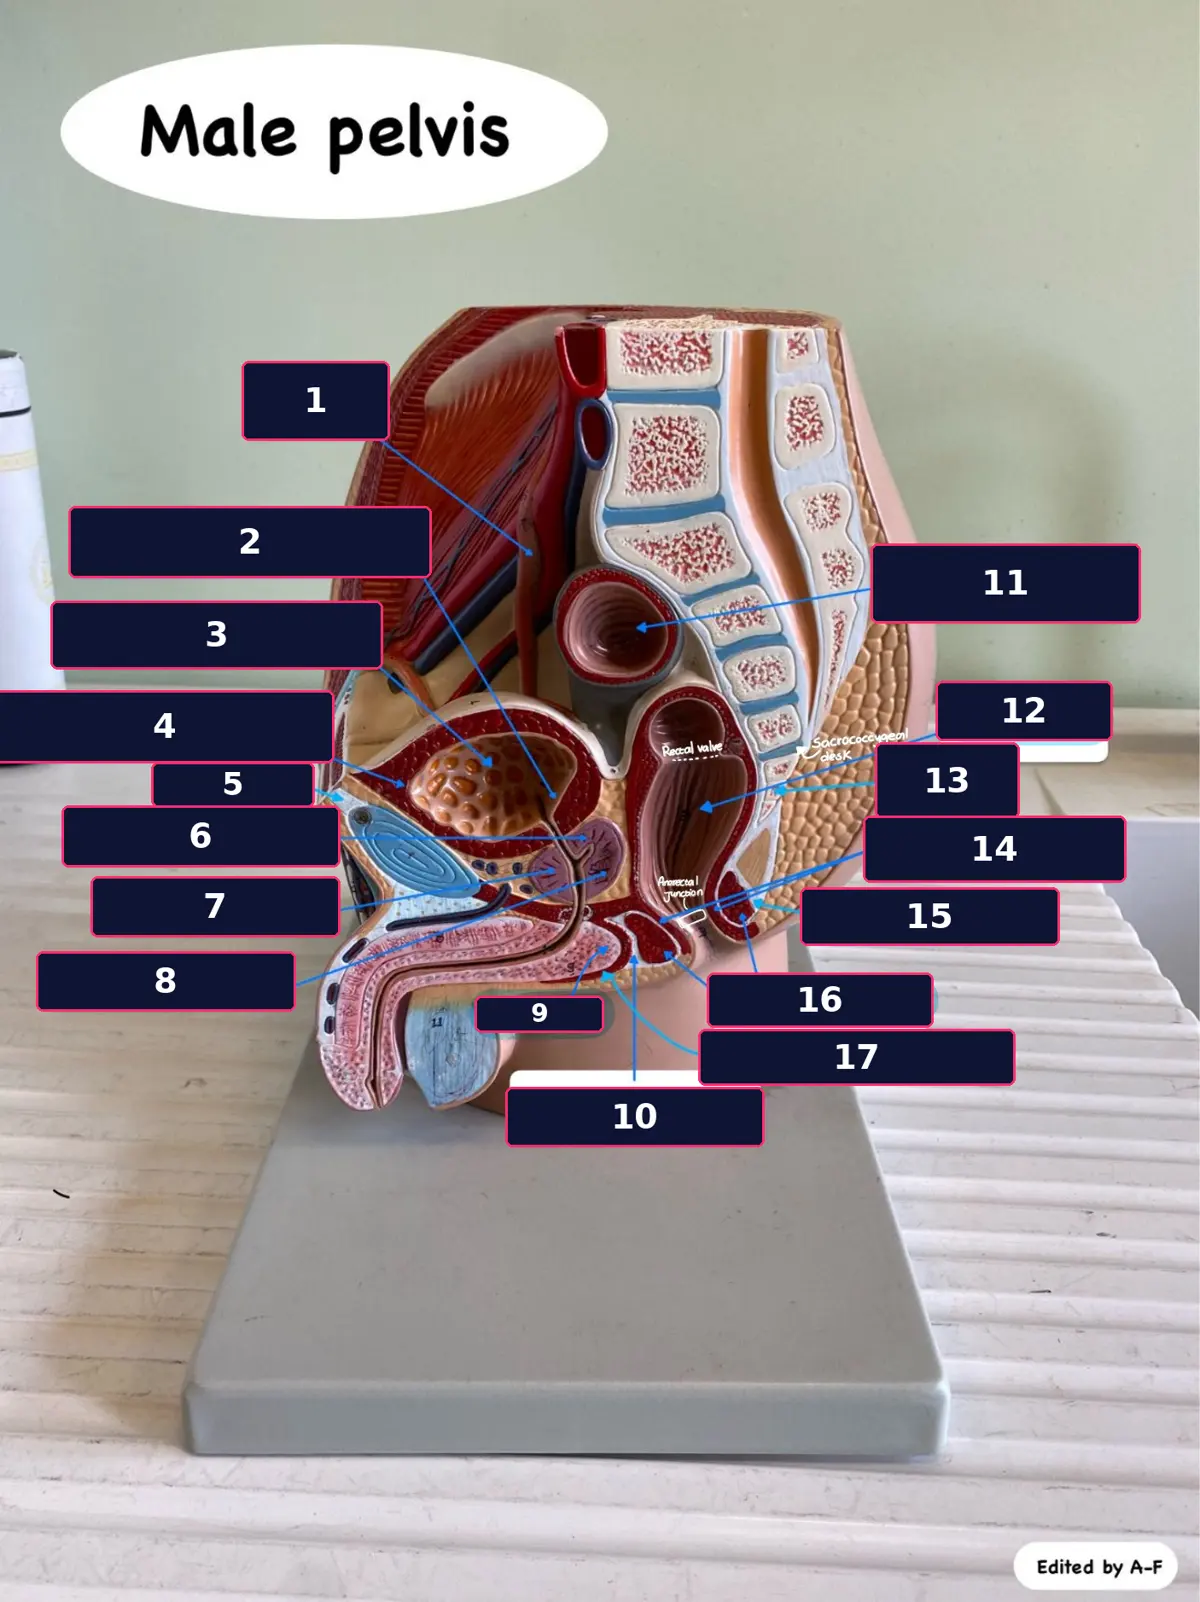 Male pelvis
1
2
3
4
5
6
7
8
9
10
11
12
13
14
15
16
17
Rectal valve
Sacrococcygeal
desk
Anorectal
junction
Edited by A-F